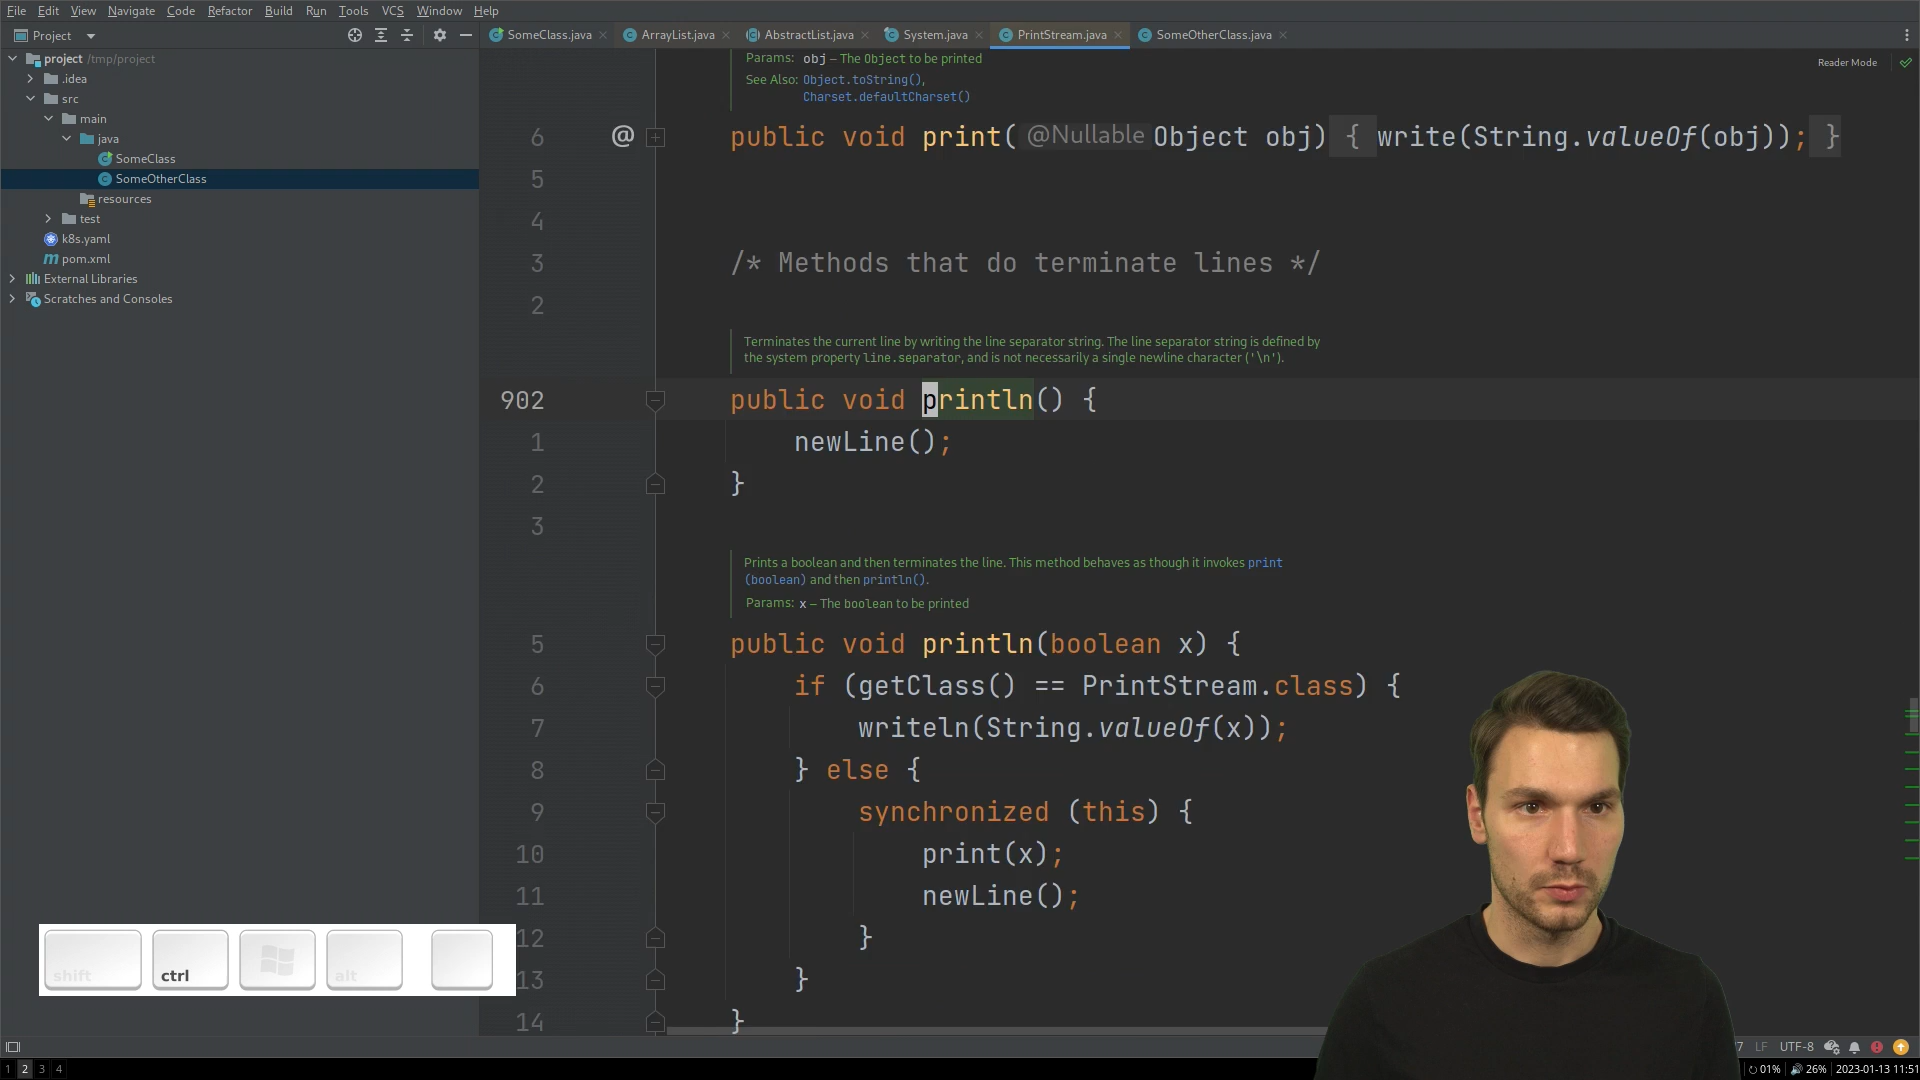 File Edit View Navigate Code Refactor Build Run Tools VCS Window Help
Project
SomeClass.java ArrayList.java AbstractList.java System.java PrintStream.java SomeOtherClass.java
project /tmp/project
.idea
src
main
java
SomeClass
SomeOtherClass
resources
test
k8s.yaml
pom.xml
External Libraries
Scratches and Consoles
Reader Mode
Params: obj – The Object to be printed
See Also: Object.toString(),
Charset.defaultCharset()
6 @ public void print( @Nullable Object obj) { write(String.valueOf(obj)); }
5
4
3 /* Methods that do terminate lines */
2
Terminates the current line by writing the line separator string. The line separator string is defined by
the system property line.separator, and is not necessarily a single newline character ('\n').
902 public void println() {
1 newLine();
2 }
3
Prints a boolean and then terminates the line. This method behaves as though it invokes print
(boolean) and then println().
Params: x – The boolean to be printed
5 public void println(boolean x) {
6 if (getClass() == PrintStream.class) {
7 writeln(String.valueOf(x));
8 } else {
9 synchronized (this) {
10 print(x);
11 newLine();
12 }
13 }
14 }
shift ctrl alt
LF UTF-8
1 2 3 4
01% 26% 2023-01-13 11:51